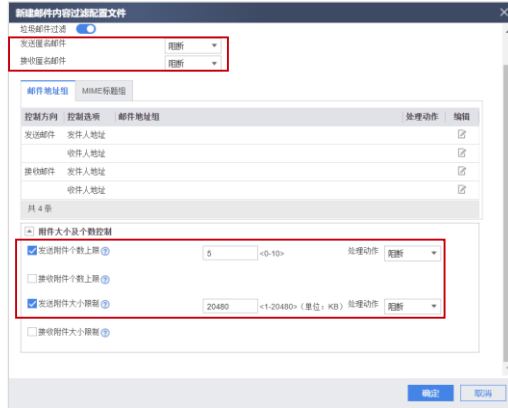 新建邮件内容过滤配置文件
垃圾邮件过滤
发送匿名邮件 阻断
接收匿名邮件 阻断
邮件地址组 MIME标题组
控制方向 控制选项 邮件地址组 处理动作 编辑
发送邮件 发件人地址
收件人地址
接收邮件 发件人地址
收件人地址
共 4 条
附件大小及个数控制
发送附件个数上限 5 <0-10> 处理动作 阻断
接收附件个数上限
发送附件大小限制 20480 <1-20480>(单位:KB) 处理动作 阻断
接收附件大小限制
确定 取消